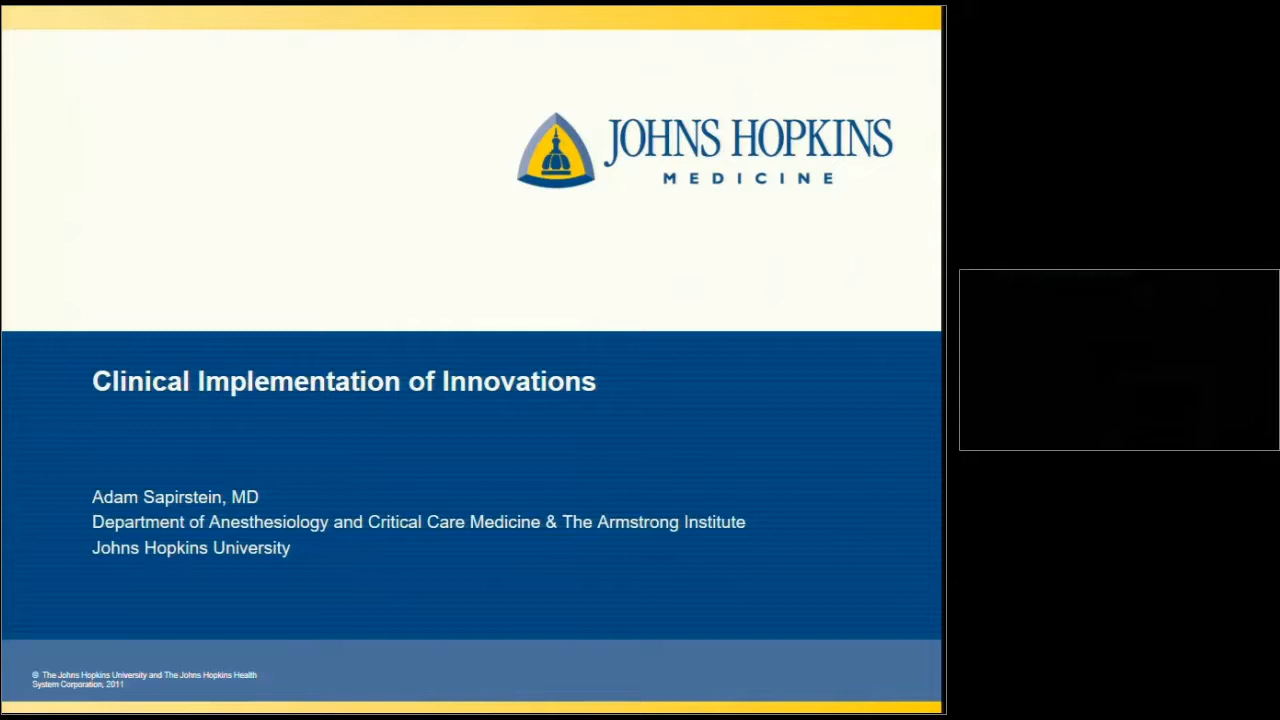 JOHNS HOPKINS
MEDICINE
Clinical Implementation of Innovations
Adam Sapirstein, MD
Department of Anesthesiology and Critical Care Medicine & The Armstrong Institute
Johns Hopkins University
© The Johns Hopkins University and The Johns Hopkins Health
System Corporation, 2011